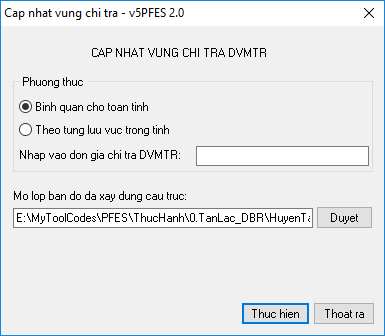 Cap nhat vung chi tra - v5PFES 2.0
CAP NHAT VUNG CHI TRA DVMTR
Phuong thuc
Binh quan cho toan tinh
Theo tung luu vuc trong tinh
Nhap vao don gia chi tra DVMTR:
Mo lop ban do da xay dung cau truc:
E:\MyToolCodes\PFES\ThucHanh\0.TanLac_DBR\HuyenTa
Duyet
Thuc hien
Thoat ra